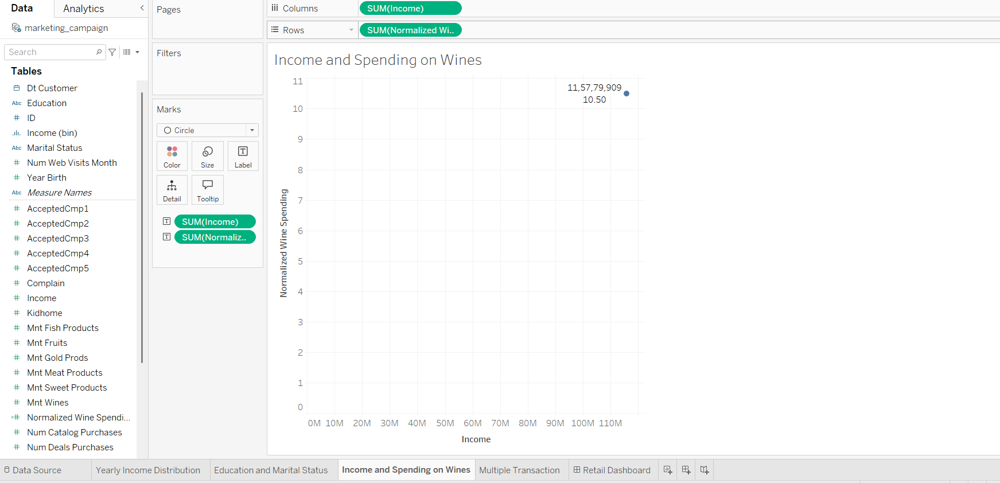 Data
Analytics
marketing_campaign
Search
Tables
Dt Customer
Abc Education
# ID
Income (bin)
Abc Marital Status
# Num Web Visits Month
# Year Birth
Abc Measure Names
# AcceptedCmp1
# AcceptedCmp2
# AcceptedCmp3
# AcceptedCmp4
# AcceptedCmp5
# Complain
# Income
# Kidhome
# Mnt Fish Products
# Mnt Fruits
# Mnt Gold Prods
# Mnt Meat Products
# Mnt Sweet Products
# Mnt Wines
=# Normalized Wine Spendi...
# Num Catalog Purchases
# Num Deals Purchases
Pages
Filters
Marks
Circle
Color
Size
T
Label
Detail
Tooltip
T SUM(Income)
T SUM(Normaliz..
Columns
SUM(Income)
Rows
SUM(Normalized Wi..
Income and Spending on Wines
11
10
9
8
7
6
5
4
3
2
1
0
Normalized Wine Spending
11,57,79,909
10.50
0M 10M 20M 30M 40M 50M 60M 70M 80M 90M 100M 110M
Income
Data Source
Yearly Income Distribution
Education and Marital Status
Income and Spending on Wines
Multiple Transaction
Retail Dashboard